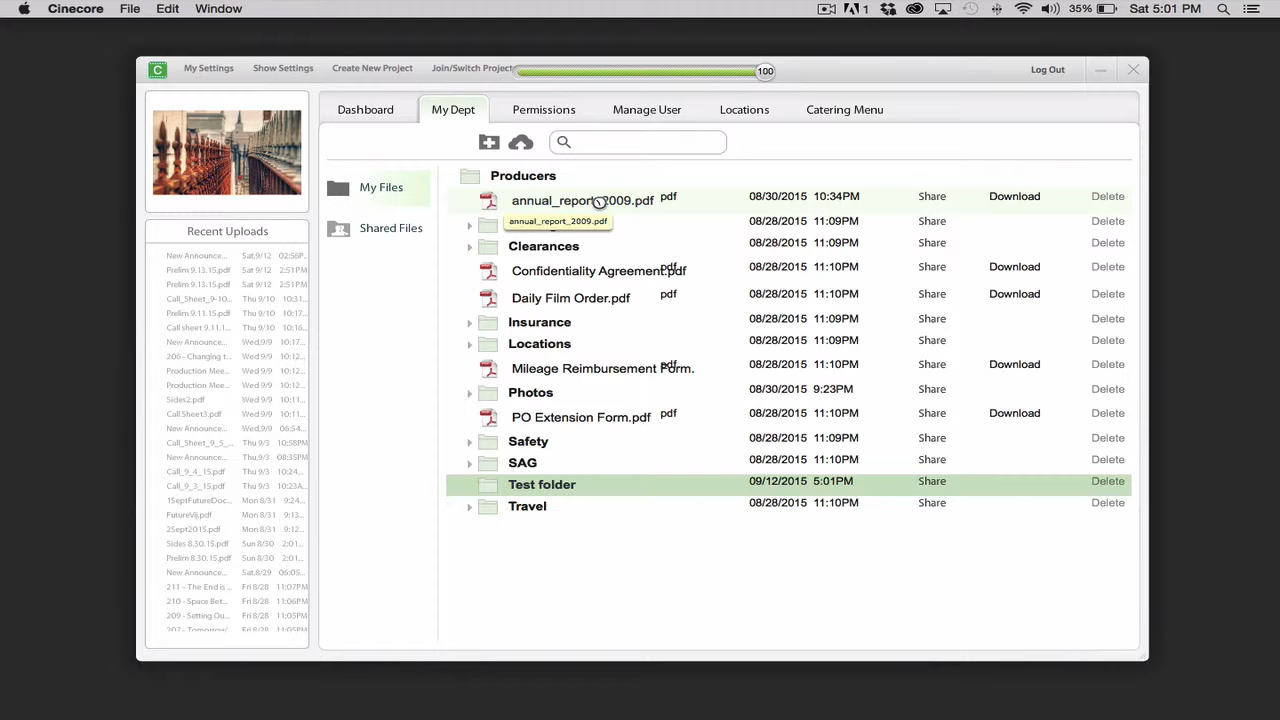 Cinecore File Edit Window 1 35% Sat 5:01 PM
C My Settings Show Settings Create New Project Join/Switch Project 100 Log Out
Dashboard My Dept Permissions Manage User Locations Catering Menu
My Files
Shared Files
Recent Uploads
New Announce... Sat,9/12 02:56P...
Prelim 9.13.15.pdf Sat 9/12 2:51PM
Prelim 9.13.15.pdf Sat 9/12 2:51PM
Call_Sheet_9-10... Thu 9/10 10:31...
Prelim 9.11.15.pdf Thu 9/10 10:17...
Call sheet 9.11.1... Thu 9/10 10:16...
New Announce... Wed,9/9 10:17...
206 - Changing t... Wed 9/9 10:12...
Production Mee... Wed 9/9 10:12...
Production Mee... Wed 9/9 10:12...
Sides2.pdf Wed 9/9 10:11...
Call Sheet3.pdf Wed 9/9 10:11...
New Announce... Wed,9/9 06:54...
Call_Sheet_9_5_... Thu 9/3 10:58PM
New Announce... Thu,9/3 08:35PM
Call_9_4_15.pdf Thu 9/3 10:24...
Call_9_3_15.pdf Thu 9/3 10:23A...
1SeptFutureDoc... Mon 8/31 9:24...
FutureVij.pdf Mon 8/31 9:13...
2Sept2015.pdf Mon 8/31 9:12...
Sides 8.30.15.pdf Sun 8/30 2:01...
Prelim 8.30.15.pdf Sun 8/30 2:01...
New Announce... Sat,8/29 06:05...
211 - The End is ... Fri 8/28 11:07PM
210 - Space Bet... Fri 8/28 11:06PM
209 - Setting Ou... Fri 8/28 11:05PM
207 - Tomorrow/ Fri 8/28 11:05PM
Producers
annual_report_2009.pdf pdf 08/30/2015 10:34PM Share Download Delete
annual_report_2009.pdf 08/28/2015 11:09PM Share Delete
Clearances 08/28/2015 11:09PM Share Delete
Confidentiality Agreement.pdf pdf 08/28/2015 11:10PM Share Download Delete
Daily Film Order.pdf pdf 08/28/2015 11:10PM Share Download Delete
Insurance 08/28/2015 11:09PM Share Delete
Locations 08/28/2015 11:09PM Share Delete
Mileage Reimbursement Form. pdf 08/28/2015 11:10PM Share Download Delete
Photos 08/30/2015 9:23PM Share Delete
PO Extension Form.pdf pdf 08/28/2015 11:10PM Share Download Delete
Safety 08/28/2015 11:09PM Share Delete
SAG 08/28/2015 11:10PM Share Delete
Test folder 09/12/2015 5:01PM Share Delete
Travel 08/28/2015 11:10PM Share Delete